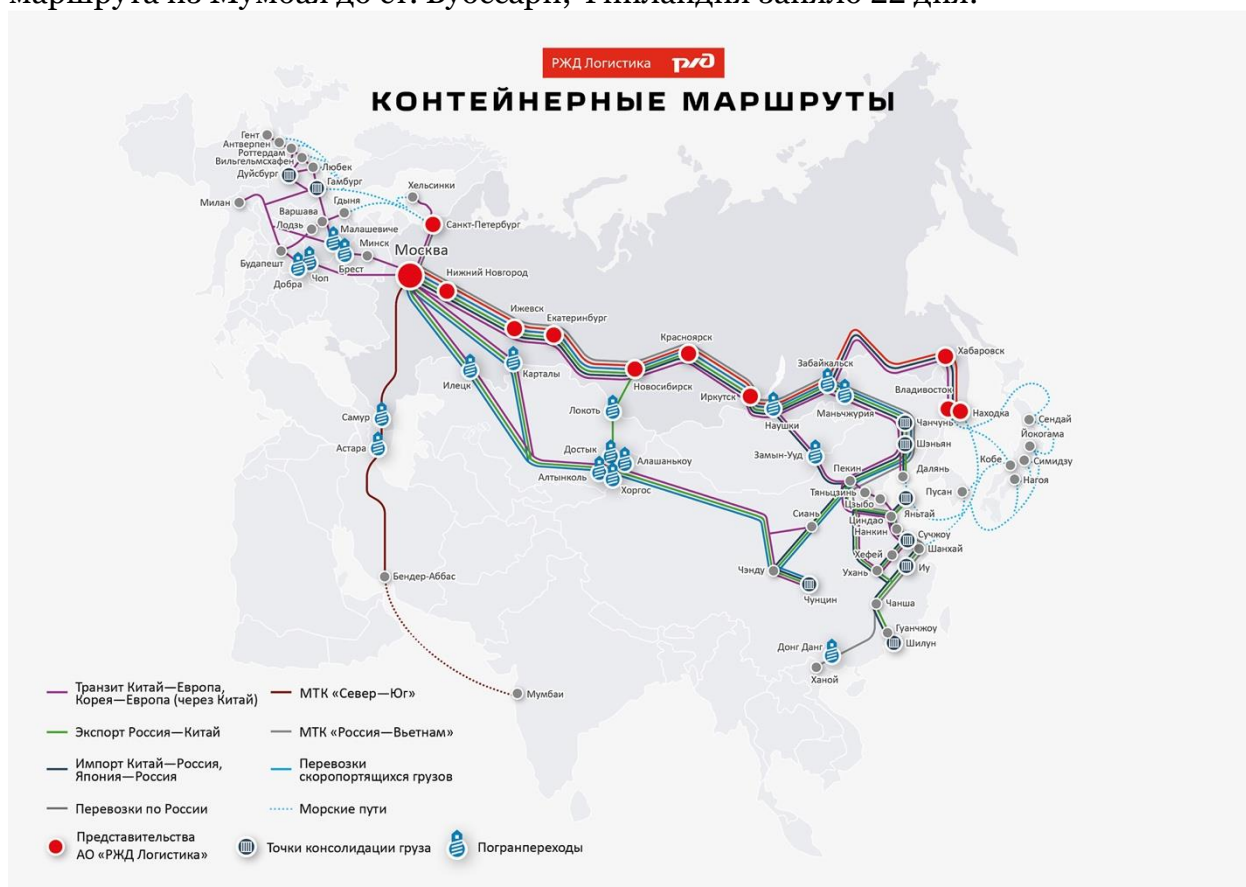 маршрута из Мумбая до ст. Вуоссари, Финляндия заняло 22 дня.
РЖД Логистика
ржд
КОНТЕЙНЕРНЫЕ МАРШРУТЫ
Гент
Антверпен
Роттердам
Вильгельмсхафен
Дуйсбург
Любек
Гамбург
Милан
Гдыня
Варшава
Лодзь
Малашевиче
Минск
Брест
Будапешт
Добра
Чоп
Хельсинки
Санкт-Петербург
Москва
Нижний Новгород
Ижевск
Екатеринбург
Красноярск
Новосибирск
Иркутск
Забайкальск
Хабаровск
Владивосток
Находка
Илецк
Карталы
Локоть
Наушки
Маньчжурия
Чанчунь
Шэньян
Сендай
Йокогама
Самур
Астара
Достык
Алашанькоу
Алтынколь
Хоргос
Замын-Ууд
Пекин
Далянь
Кобе
Симидзу
Нагоя
Тяньцзинь
Цзыбо
Пусан
Сиань
Циндао
Яньтай
Нанкин
Сучжоу
Шанхай
Хефей
Иу
Ухань
Чэнду
Чунцин
Бендер-Аббас
Чанша
Гуанчжоу
Шилун
Донг Данг
Ханой
Мумбаи
Транзит Китай—Европа,
Корея—Европа (через Китай)
МТК «Север—Юг»
Экспорт Россия—Китай
МТК «Россия—Вьетнам»
Импорт Китай—Россия,
Япония—Россия
Перевозки
скоропортящихся грузов
Перевозки по России
Морские пути
Представительства
АО «РЖД Логистика»
Точки консолидации груза
Погранпереходы